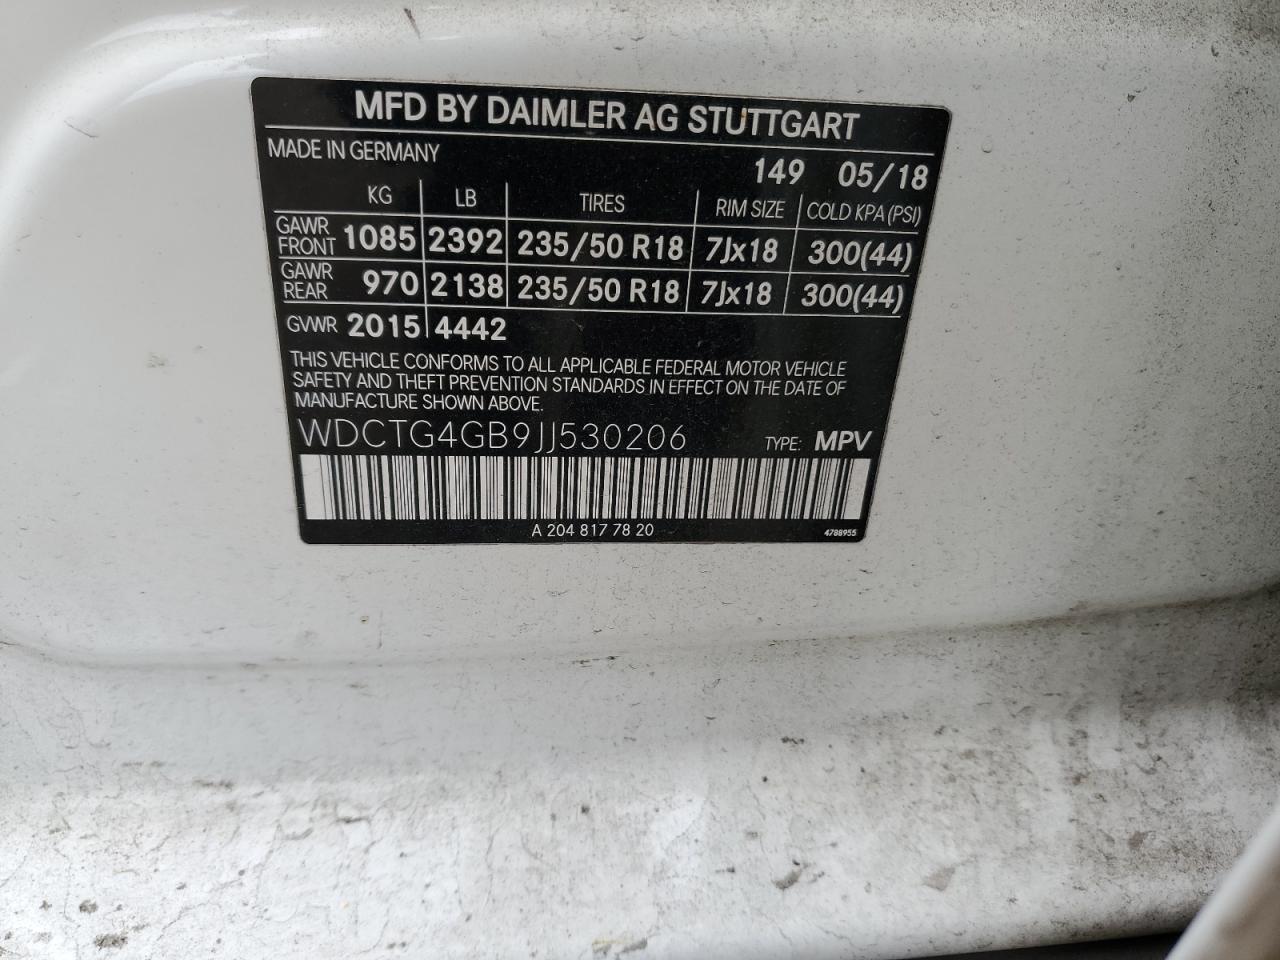 MFD BY DAIMLER AG STUTTGART
MADE IN GERMANY
149 05/18
KG LB TIRES RIM SIZE COLD KPA (PSI)
GAWR FRONT 1085 2392 235/50 R18 7Jx18 300(44)
GAWR REAR 970 2138 235/50 R18 7Jx18 300(44)
GVWR 2015 4442
THIS VEHICLE CONFORMS TO ALL APPLICABLE FEDERAL MOTOR VEHICLE
SAFETY AND THEFT PREVENTION STANDARDS IN EFFECT ON THE DATE OF
MANUFACTURE SHOWN ABOVE.
WDCTG4GB9JJ530206 TYPE: MPV
A 204 817 78 20 4788955